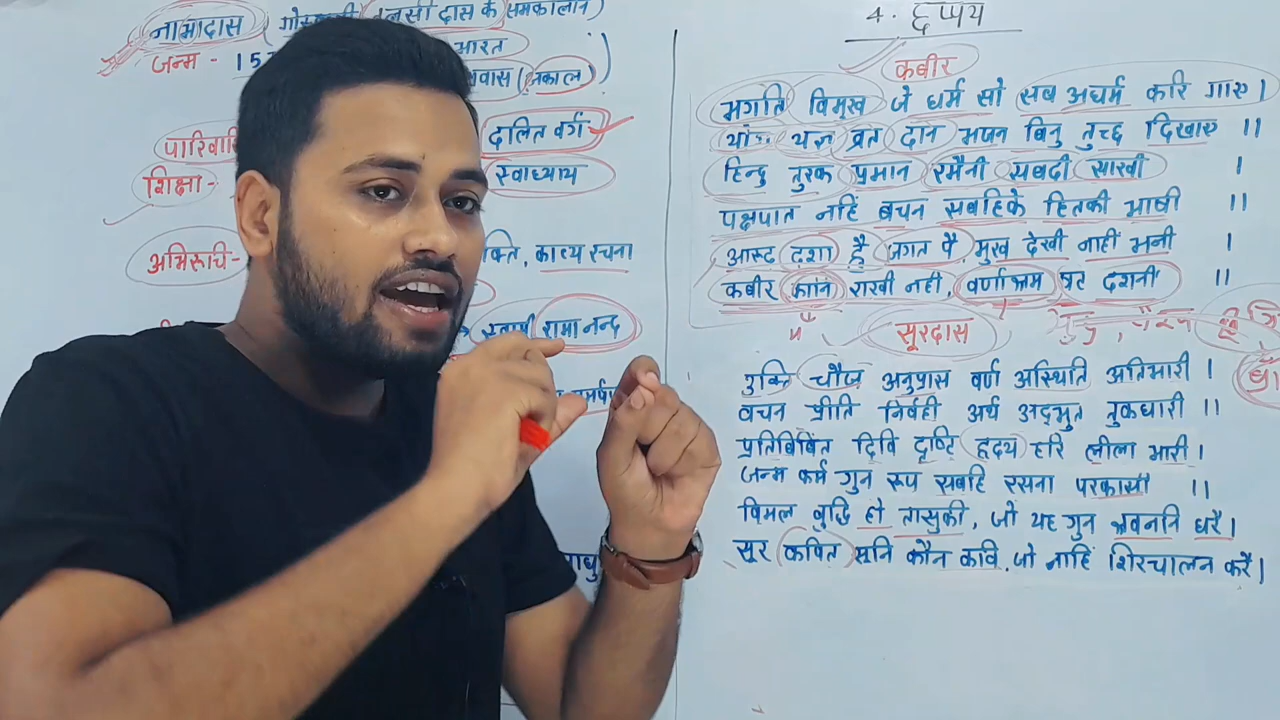 नाभादास ( गोस्वामी तुलसी दास के समकालीन )
जन्म - 157
भारत
दलित वर्ग
शिक्षा - स्वाध्याय
अभिरूचि - काव्य रचना
स्वामी रामानन्द
4. छप्पय
कबीर
भगति विमुख जे धर्म सो सब अधर्म करि गाए ।
योग यज्ञ व्रत दान भजन बिनु तुच्छ दिखाए ॥
हिन्दु तुरक प्रमान रमैनी सबदी साखी ।
पक्षपात नहिं बचन सबहिके हितकी भाषी ॥
आरूढ दशा है जगत पै, मुख देखी नाहीं भनी ।
कबीर कानि राखी नहीं, वर्णाश्रम षट दर्शनी ॥
सूरदास
उक्ति चौज अनुप्रास वर्ण अस्थिति अतिभारी ।
वचन प्रीति निर्वही अर्थ अद्भुत तुकधारी ॥
प्रतिबिंबित दिवि दृष्टि हृदय हरि लीला भासी ।
जन्म कर्म गुन रूप सबहि रसना परकासी ॥
विमल बुद्धि हो तासुकी, जो यह गुन श्रवननि धरै ।
सूर कवित सुनि कौन कवि, जो नाहिं शिरचालन करै ।